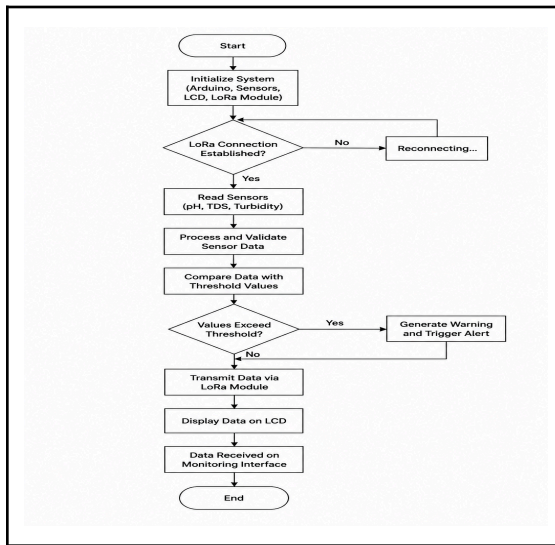 Start
Initialize System
(Arduino, Sensors,
LCD, LoRa Module)
LoRa Connection
Established?
No
Reconnecting...
Yes
Read Sensors
(pH, TDS, Turbidity)
Process and Validate
Sensor Data
Compare Data with
Threshold Values
Values Exceed
Threshold?
Yes
Generate Warning
and Trigger Alert
No
Transmit Data via
LoRa Module
Display Data on LCD
Data Received on
Monitoring Interface
End